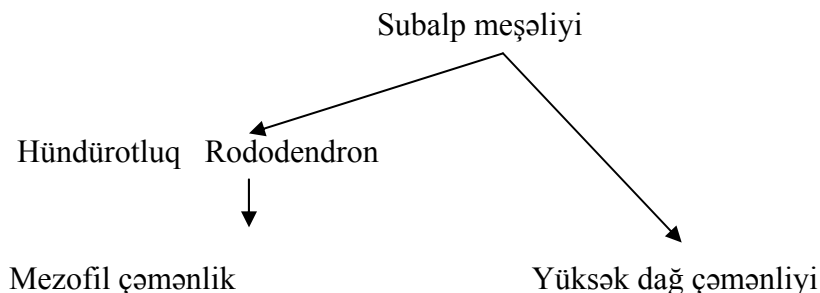 Subalp meşəliyi
Hündürotluq Rododendron
Mezofil çəmənlik Yüksək dağ çəmənliyi